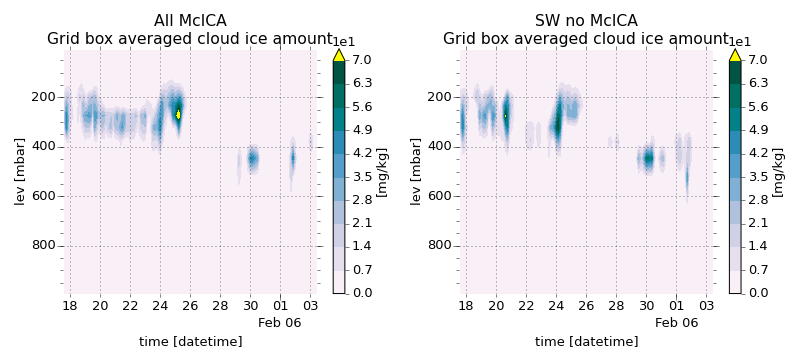 All McICA
Grid box averaged cloud ice amount
1e1
200
400
600
800
lev [mbar]
18 20 22 24 26 28 30 01 03
Feb 06
time [datetime]
7.0
6.3
5.6
4.9
4.2
3.5
2.8
2.1
1.4
0.7
0.0
[mg/kg]
SW no McICA
Grid box averaged cloud ice amount
1e1
200
400
600
800
lev [mbar]
18 20 22 24 26 28 30 01 03
Feb 06
time [datetime]
7.0
6.3
5.6
4.9
4.2
3.5
2.8
2.1
1.4
0.7
0.0
[mg/kg]